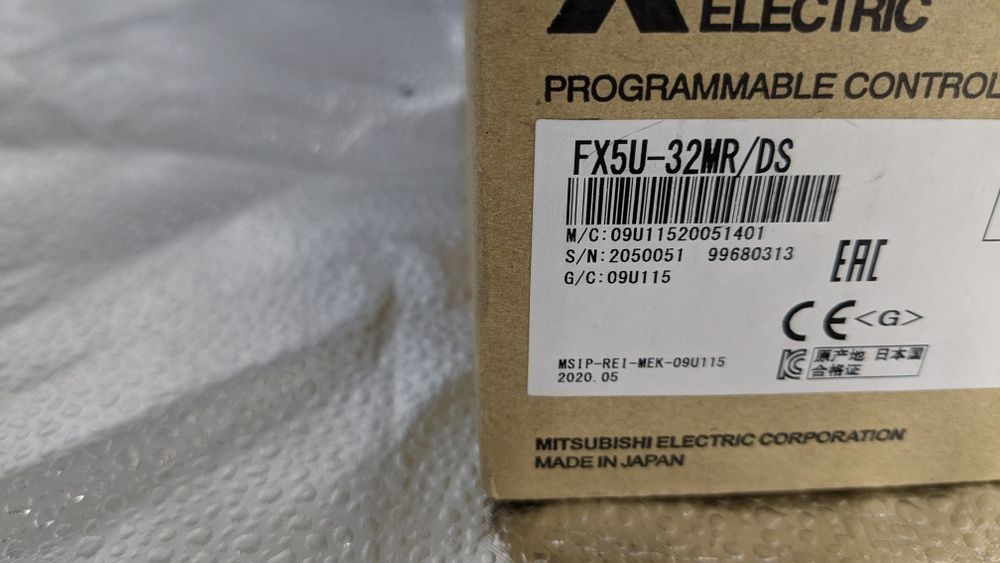 ELECTRIC
PROGRAMMABLE CONTROL
FX5U-32MR/DS
M/C:09U11520051401
S/N:2050051 99680313
G/C:09U115
EAC
CE<G>
MSIP-REI-MEK-09U115
2020.05
KC
原产地 日本国
合格证
MITSUBISHI ELECTRIC CORPORATION
MADE IN JAPAN